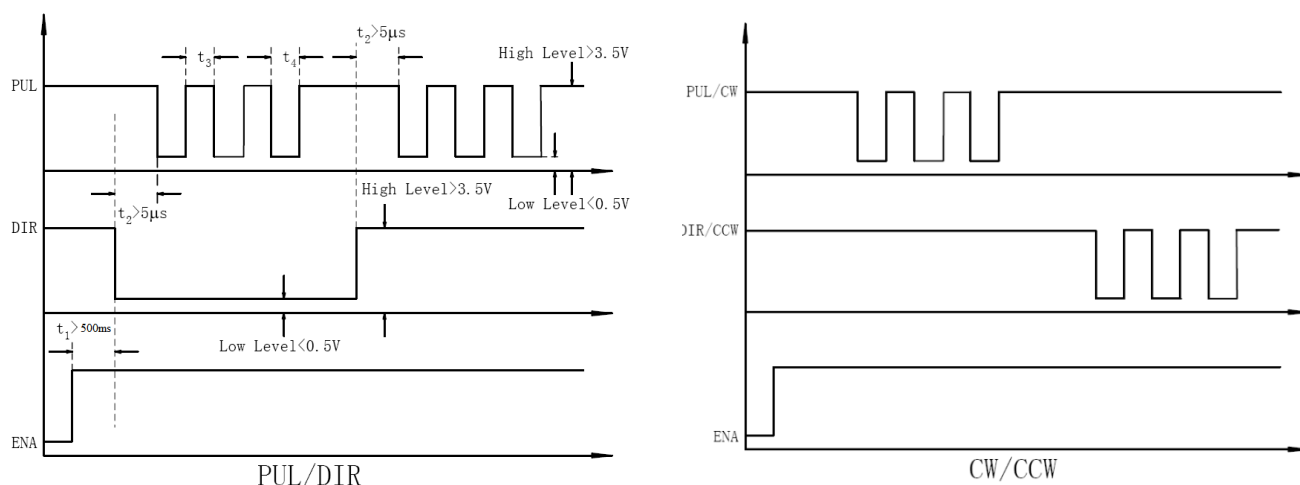 t₂>5μs
t₃
t₄
High Level>3.5V
PUL
Low Level<0.5V
t₂>5μs
High Level>3.5V
DIR
Low Level<0.5V
t₁>500ms
ENA
PUL/DIR
PUL/CW
DIR/CCW
ENA
CW/CCW